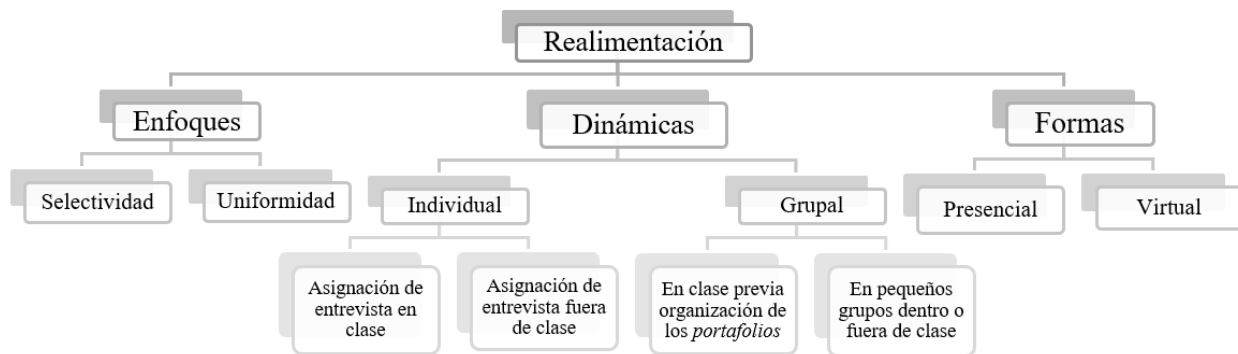 Realimentación
Enfoques
Dinámicas
Formas
Selectividad
Uniformidad
Individual
Grupal
Presencial
Virtual
Asignación de
entrevista en
clase
Asignación de
entrevista fuera
de clase
En clase previa
organización de
los portafolios
En pequeños
grupos dentro o
fuera de clase